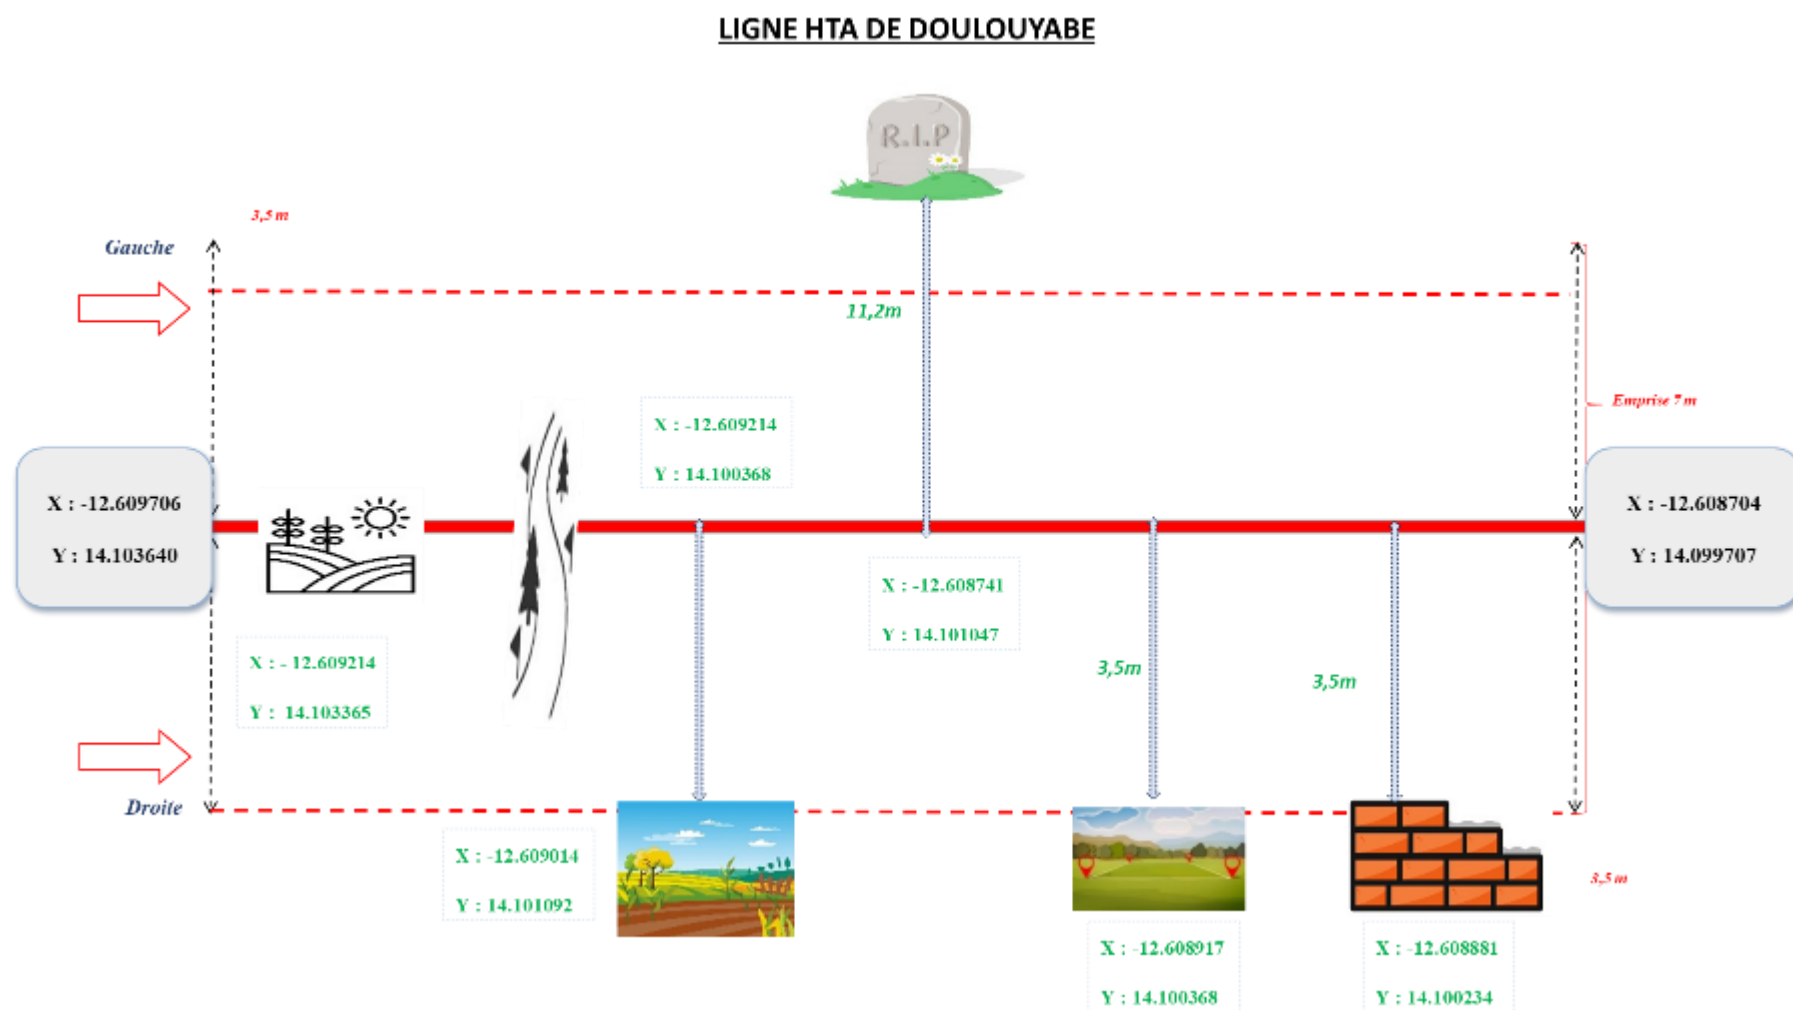 LIGNE HTA DE DOULOUYABE
R.I.P
3,5 m
Gauche
11,2m
Emprise 7 m
X : -12.609214
Y : 14.100368
X : -12.609706
Y : 14.103640
X : -12.608704
Y : 14.099707
X : -12.608741
Y : 14.101047
X : - 12.609214
Y :  14.103365
3,5m
3,5m
Droite
X : -12.609014
Y : 14.101092
3,5 m
X : -12.608917
Y : 14.100368
X : -12.608881
Y : 14.100234